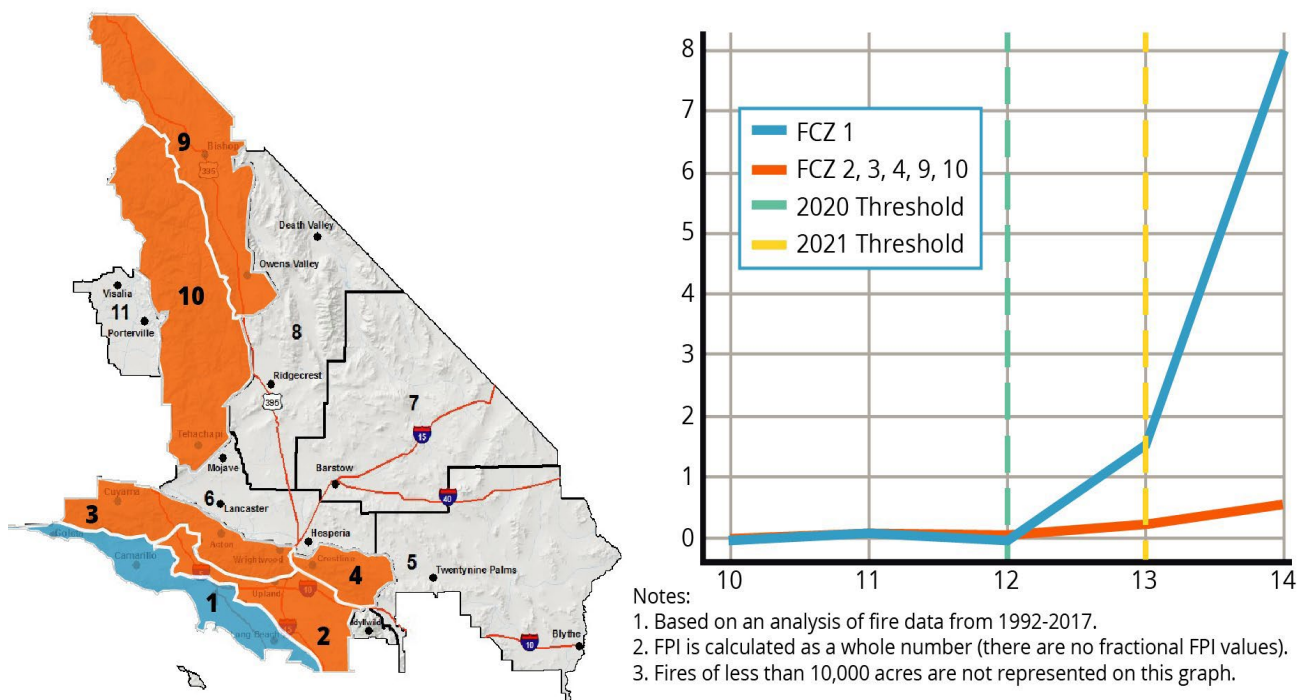 9
Bishop
395
Death Valley
Owens Valley
10
Visalia
11
Porterville
8
Ridgecrest
395
7
15
Tehachapi
Mojave
Barstow
40
6
Lancaster
Cuyama
3
Goleta
Acton
Hesperia
Wrightwood
Crestline
Camarillo
4
5
Twentynine Palms
5
Upland
10
1
Long Beach
15
2
Idyllwild
10
Blythe
8
7
6
5
4
3
2
1
0
FCZ 1
FCZ 2, 3, 4, 9, 10
2020 Threshold
2021 Threshold
10 11 12 13 14
Notes:
1. Based on an analysis of fire data from 1992-2017.
2. FPI is calculated as a whole number (there are no fractional FPI values).
3. Fires of less than 10,000 acres are not represented on this graph.